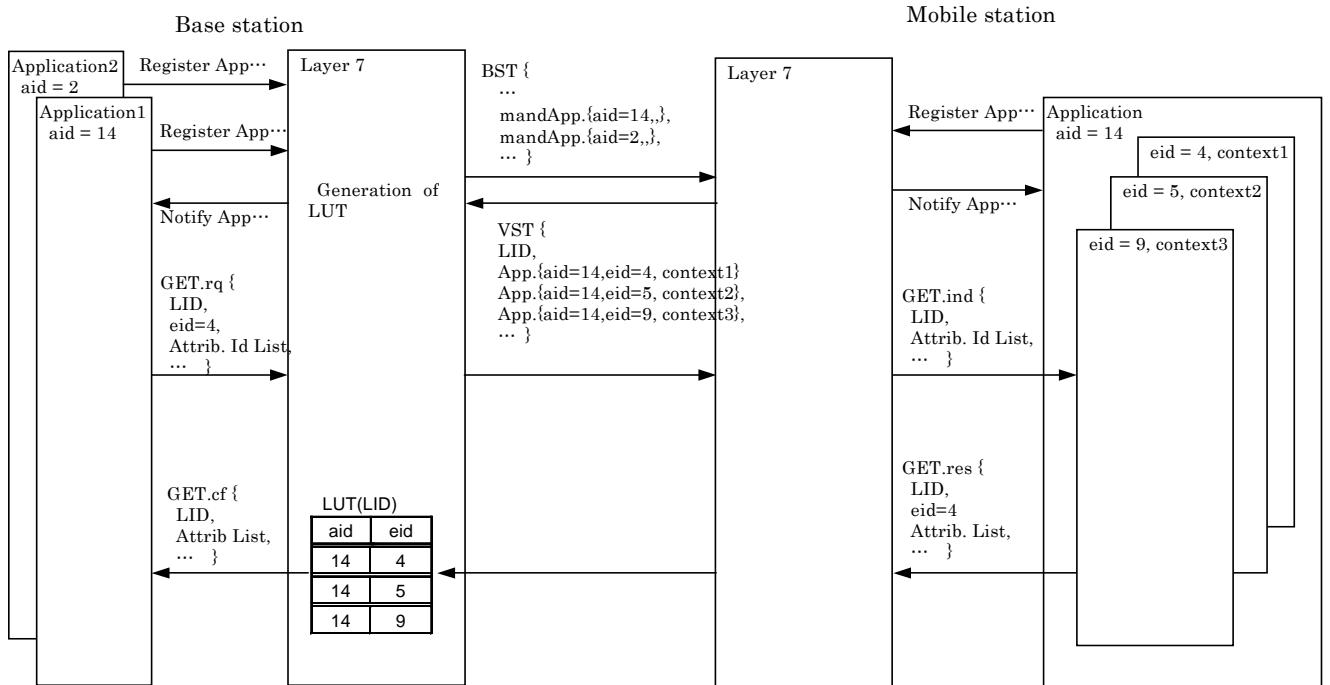 Base station
Mobile station
Application2
aid = 2
Application1
aid = 14
Register App…
Register App…
Notify App…
GET.rq {
LID,
eid=4,
Attrib. Id List,
… }
GET.cf {
LID,
Attrib List,
… }
Layer 7
Generation of
LUT
LUT(LID)
aid eid
14 4
14 5
14 9
BST {
…
mandApp.{aid=14,,},
mandApp.{aid=2,,},
… }
VST {
LID,
App.{aid=14,eid=4, context1}
App.{aid=14,eid=5, context2},
App.{aid=14,eid=9, context3},
… }
Layer 7
Register App…
Notify App…
GET.ind {
LID,
Attrib. Id List,
… }
GET.res {
LID,
eid=4
Attrib. List,
… }
Application
aid = 14
eid = 4, context1
eid = 5, context2
eid = 9, context3